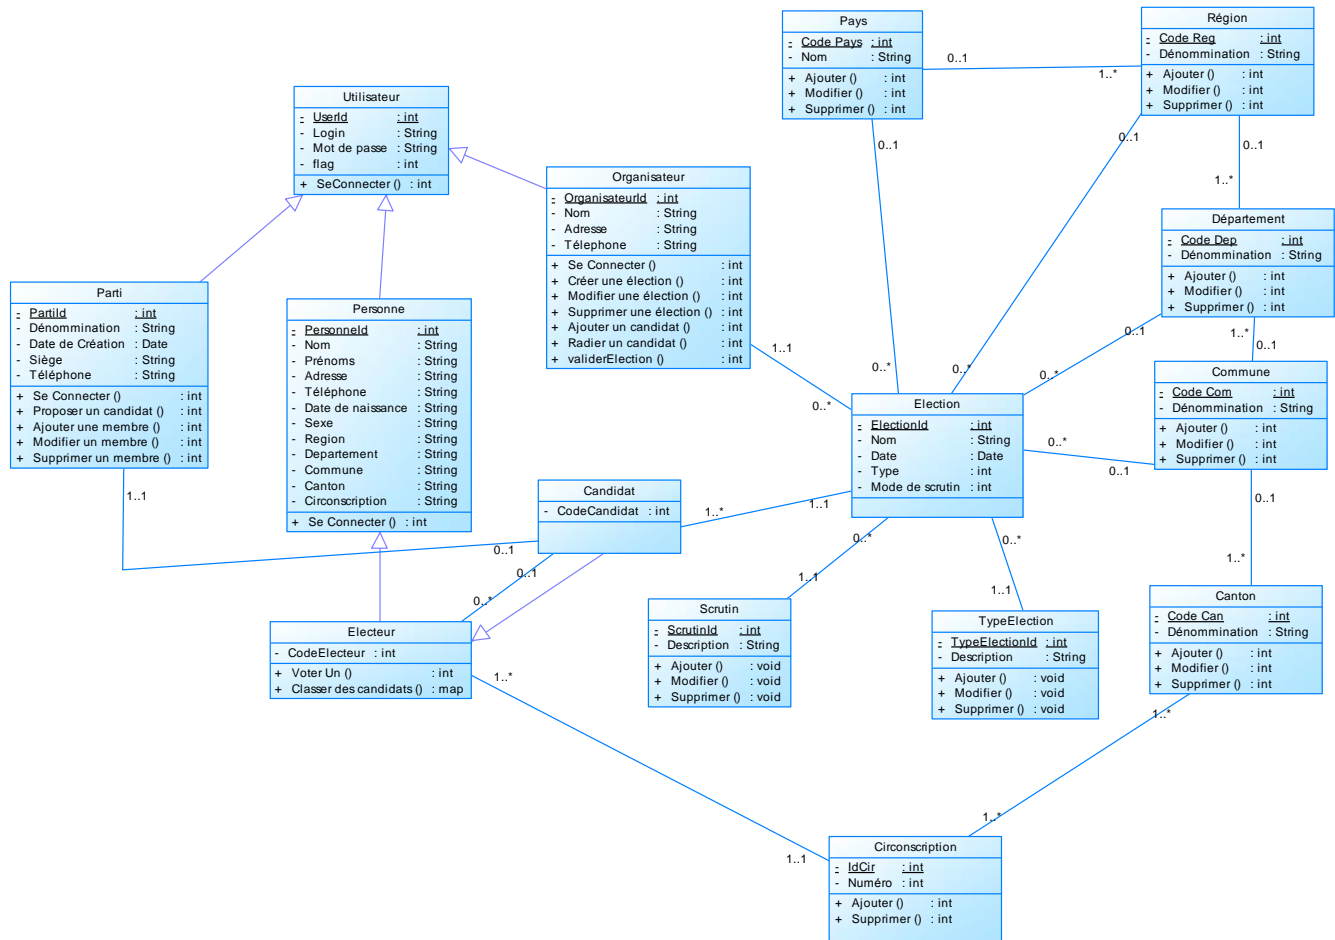 Pays
- Code Pays : int
- Nom : String
+ Ajouter () : int
+ Modifier () : int
+ Supprimer () : int
Région
- Code Reg : int
- Dénommination : String
+ Ajouter () : int
+ Modifier () : int
+ Supprimer () : int
0..1
1..*
Utilisateur
- UserId : int
- Login : String
- Mot de passe : String
- flag : int
+ SeConnecter () : int
0..1
0..1
0..1
1..*
Organisateur
- OrganisateurId : int
- Nom : String
- Adresse : String
- Télephone : String
+ Se Connecter () : int
+ Créer une élection () : int
+ Modifier une élection () : int
+ Supprimer une élection () : int
+ Ajouter un candidat () : int
+ Radier un candidat () : int
+ validerElection () : int
Département
- Code Dep : int
- Dénommination : String
+ Ajouter () : int
+ Modifier () : int
+ Supprimer () : int
Parti
- PartiId : int
- Dénommination : String
- Date de Création : Date
- Siège : String
- Téléphone : String
+ Se Connecter () : int
+ Proposer un candidat () : int
+ Ajouter une membre () : int
+ Modifier un membre () : int
+ Supprimer un membre () : int
Personne
- PersonneId : int
- Nom : String
- Prénoms : String
- Adresse : String
- Téléphone : String
- Date de naissance : String
- Sexe : String
- Region : String
- Departement : String
- Commune : String
- Canton : String
- Circonscription : String
+ Se Connecter () : int
1..1
0..*
0..*
0..*
0..*
0..1
1..*
0..1
Commune
- Code Com : int
- Dénommination : String
+ Ajouter () : int
+ Modifier () : int
+ Supprimer () : int
Election
- ElectionId : int
- Nom : String
- Date : Date
- Type : int
- Mode de scrutin : int
0..*
0..1
0..1
1..*
1..1
Candidat
- CodeCandidat : int
1..*
1..1
0..1
0..1
0..*
0..*
1..1
0..*
1..1
Scrutin
- ScrutinId : int
- Description : String
+ Ajouter () : void
+ Modifier () : void
+ Supprimer () : void
TypeElection
- TypeElectionId : int
- Description : String
+ Ajouter () : void
+ Modifier () : void
+ Supprimer () : void
Canton
- Code Can : int
- Dénommination : String
+ Ajouter () : int
+ Modifier () : int
+ Supprimer () : int
Electeur
- CodeElecteur : int
+ Voter Un () : int
+ Classer des candidats () : map
1..*
1..*
1..*
1..1
Circonscription
- IdCir : int
- Numéro : int
+ Ajouter () : int
+ Supprimer () : int